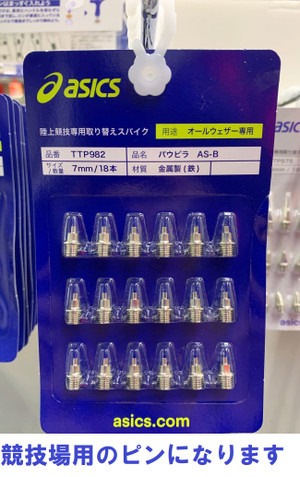 asics
陸上競技専用取り替えスパイク
用途 オールウェザー専用
品番 TTP982 品名 パウピラ AS-B
サイズ/数量 7mm/18本 材質 金属製(鉄)
asics.com
競技場用のピンになります